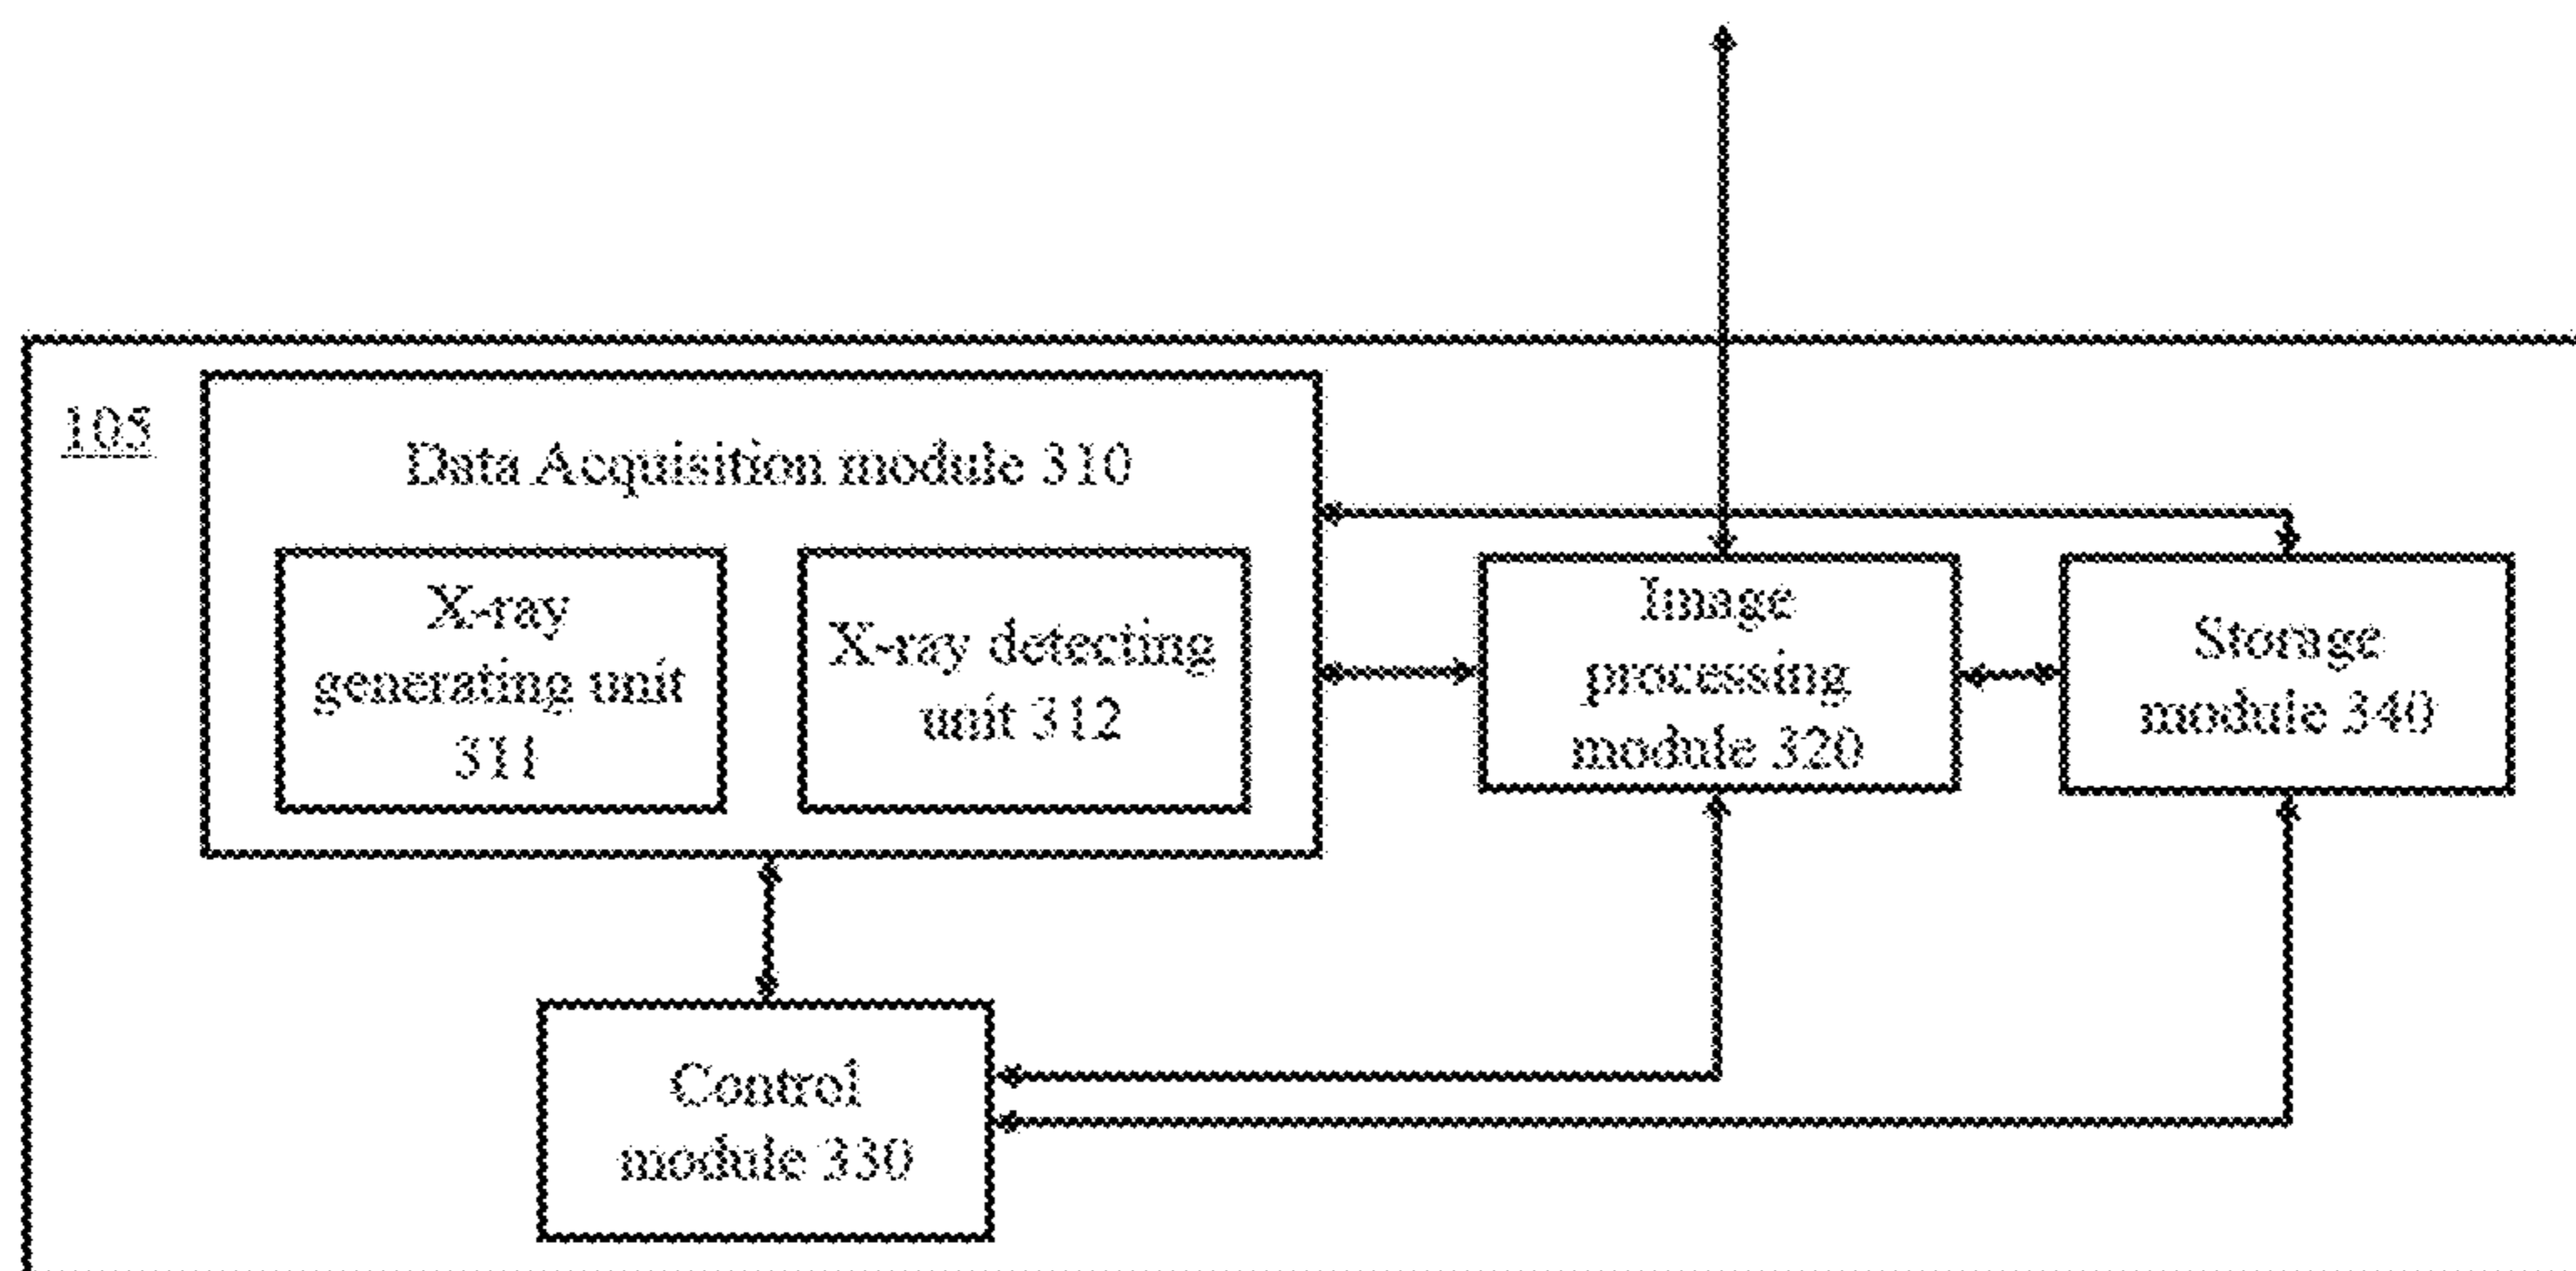 105
Data Acquisition module 310
X-ray
generating unit
311
X-ray detecting
unit 312
Image
processing
module 320
Storage
module 340
Control
module 330